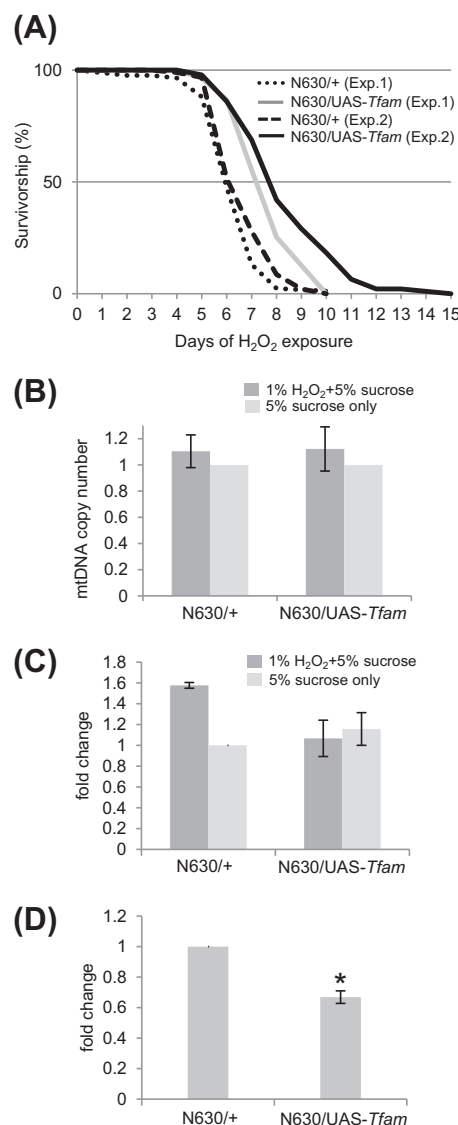 (A)
100
50
0
Survivorship (%)
N630/+ (Exp.1)
N630/UAS-Tfam (Exp.1)
N630/+ (Exp.2)
N630/UAS-Tfam (Exp.2)
0 1 2 3 4 5 6 7 8 9 10 11 12 13 14 15
Days of H₂O₂ exposure
(B)
1% H₂O₂+5% sucrose
5% sucrose only
mtDNA copy number
1.2
1
0.8
0.6
0.4
0.2
0
N630/+ N630/UAS-Tfam
(C)
1% H₂O₂+5% sucrose
5% sucrose only
fold change
1.8
1.6
1.4
1.2
1
0.8
0.6
0.4
0.2
0
N630/+ N630/UAS-Tfam
(D)
fold change
1.2
1
0.8
0.6
0.4
0.2
0
*
N630/+ N630/UAS-Tfam